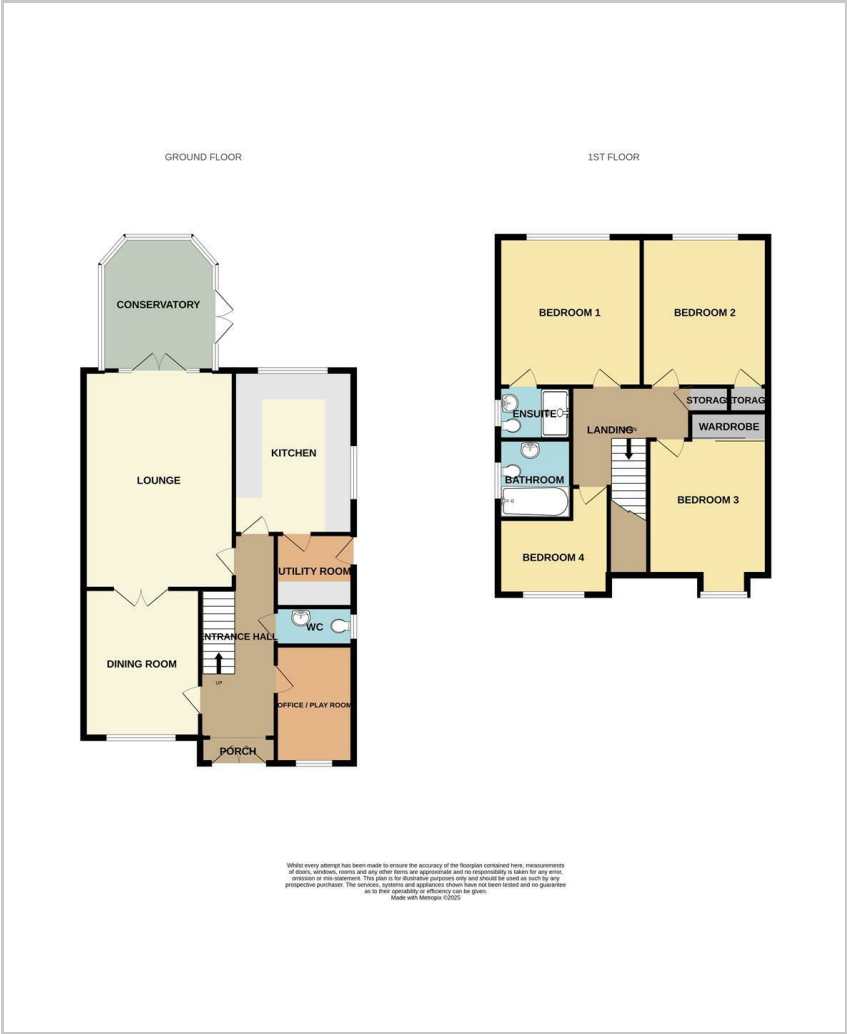 GROUND FLOOR
CONSERVATORY
KITCHEN
LOUNGE
UTILITY ROOM
WC
ENTRANCE HALL
DINING ROOM
UP
OFFICE / PLAY ROOM
PORCH
1ST FLOOR
BEDROOM 1
BEDROOM 2
STORAG
TORAG
ENSUITE
WARDROBE
LANDING
BATHROOM
BEDROOM 3
BEDROOM 4
Whilst every attempt has been made to ensure the accuracy of the floorplan contained here, measurements
of doors, windows, rooms and any other items are approximate and no responsibility is taken for any error,
omission or mis-statement. This plan is for illustrative purposes only and should be used as such by any
prospective purchaser. The services, systems and appliances shown have not been tested and no guarantee
as to their operability or efficiency can be given.
Made with Metropix ©2025